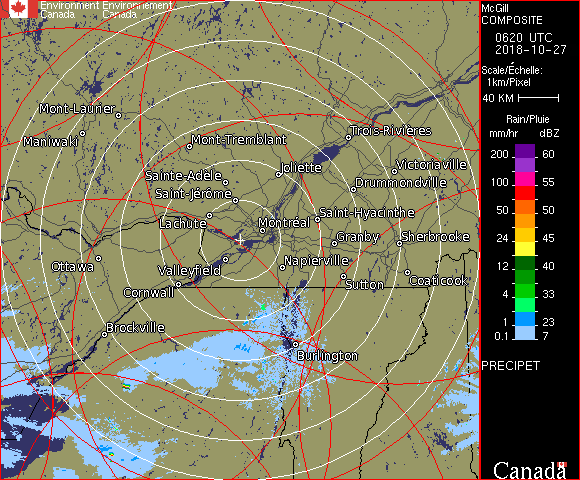 Environment Environnement
Canada Canada
McGill
COMPOSITE
0620 UTC
2018-10-27
Scale/Échelle:
1km/Pixel
40 KM
Rain/Pluie
mm/hr dBZ
200 60
100 55
50 50
24 45
12 40
4 33
1 23
0.1 7
PRECIPET
Canada
Mont-Laurier
Maniwaki
Mont-Tremblant
Trois-Rivières
Sainte-Adèle
Joliette
Victoriaville
Saint-Jérôme
Drummondville
Lachute
Montréal
Saint-Hyacinthe
Granby
Sherbrooke
Ottawa
Valleyfield
Napierville
Cornwall
Sutton
Coaticook
Brockville
Burlington